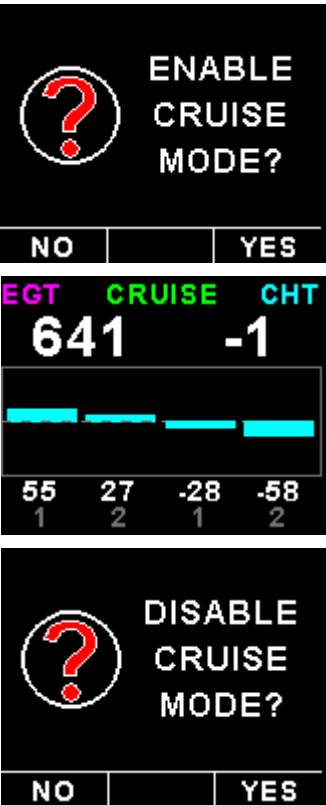 ENABLE
CRUISE
MODE?
NO YES
EGT CRUISE CHT
641 -1
55 27 -28 -58
1 2 1 2
DISABLE
CRUISE
MODE?
NO YES